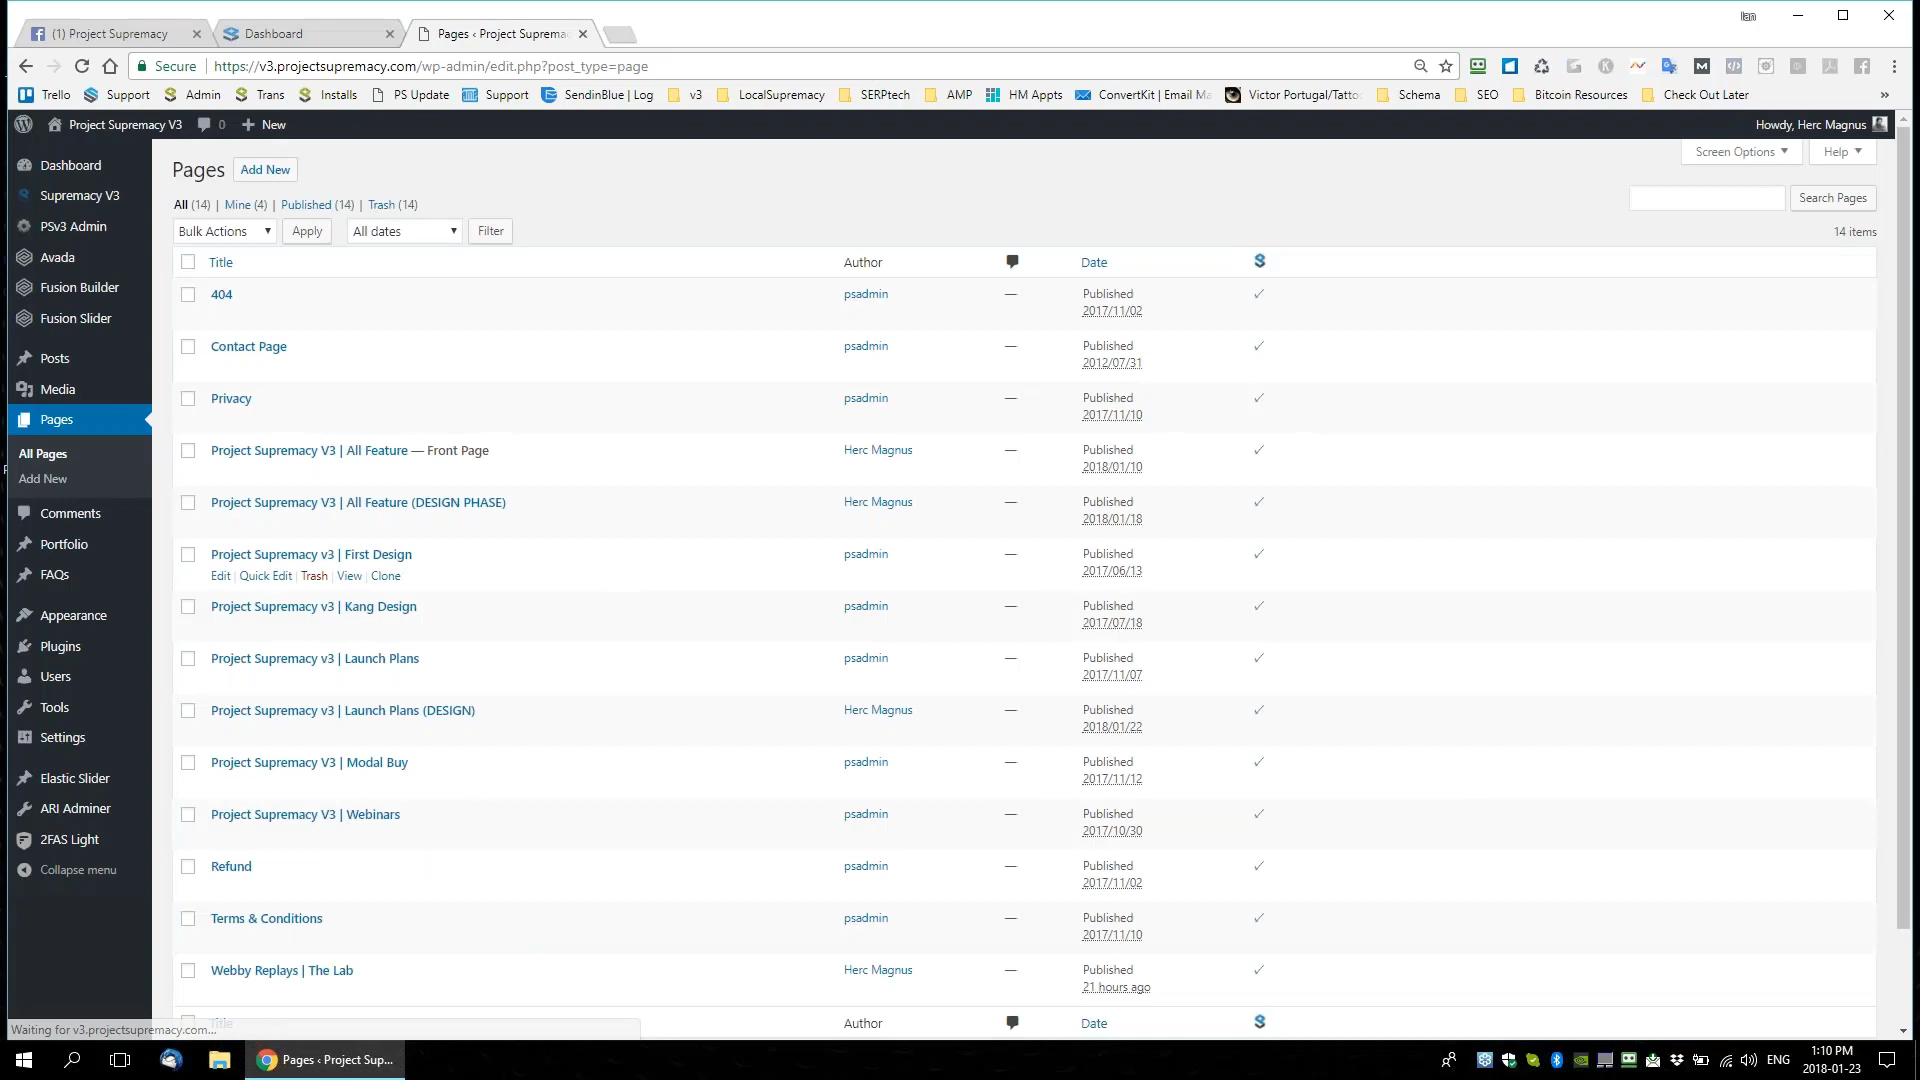 Ian
(1) Project Supremacy
Dashboard
Pages ‹ Project Suprema
Secure
https://v3.projectsupremacy.com/wp-admin/edit.php?post_type=page
Trello
Support
Admin
Trans
Installs
PS Update
Support
SendinBlue | Log
v3
LocalSupremacy
SERPtech
AMP
HM Appts
ConvertKit | Email Ma
Victor Portugal/Tatto
Schema
SEO
Bitcoin Resources
Check Out Later
»
Project Supremacy V3
0
New
Howdy, Herc Magnus
Dashboard
Supremacy V3
PSv3 Admin
Avada
Fusion Builder
Fusion Slider
Posts
Media
Pages
All Pages
Add New
Comments
Portfolio
FAQs
Appearance
Plugins
Users
Tools
Settings
Elastic Slider
ARI Adminer
2FAS Light
Collapse menu
Pages
Add New
Screen Options
Help
All (14) | Mine (4) | Published (14) | Trash (14)
Search Pages
Bulk Actions
Apply
All dates
Filter
14 items
Title Author Date
404 psadmin — Published
2017/11/02
Contact Page psadmin — Published
2012/07/31
Privacy psadmin — Published
2017/11/10
Project Supremacy V3 | All Feature — Front Page Herc Magnus — Published
2018/01/10
Project Supremacy V3 | All Feature (DESIGN PHASE) Herc Magnus — Published
2018/01/18
Project Supremacy v3 | First Design psadmin — Published
Edit | Quick Edit | Trash | View | Clone 2017/06/13
Project Supremacy v3 | Kang Design psadmin — Published
2017/07/18
Project Supremacy v3 | Launch Plans psadmin — Published
2017/11/07
Project Supremacy v3 | Launch Plans (DESIGN) Herc Magnus — Published
2018/01/22
Project Supremacy V3 | Modal Buy psadmin — Published
2017/11/12
Project Supremacy V3 | Webinars psadmin — Published
2017/10/30
Refund psadmin — Published
2017/11/02
Terms & Conditions psadmin — Published
2017/11/10
Webby Replays | The Lab Herc Magnus — Published
21 hours ago
Title Author Date
Waiting for v3.projectsupremacy.com...
Pages ‹ Project Sup...
ENG
1:10 PM
2018-01-23